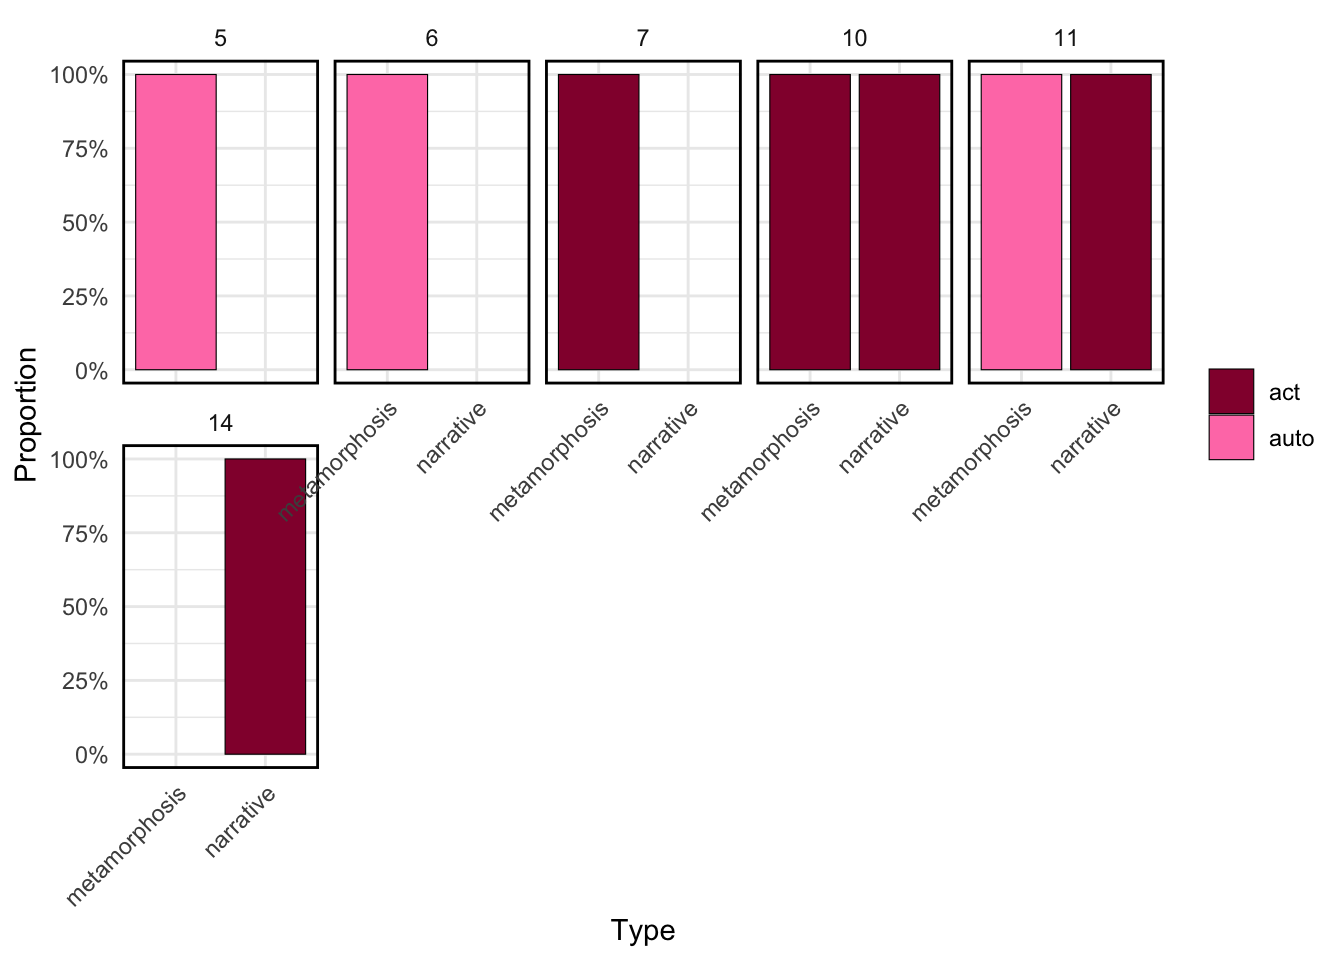 5 6 7 10 11
100%
75%
50%
25%
0%
metamorphosis narrative metamorphosis narrative metamorphosis narrative metamorphosis narrative
14
100%
75%
50%
25%
0%
metamorphosis narrative
Proportion
Type
act
auto